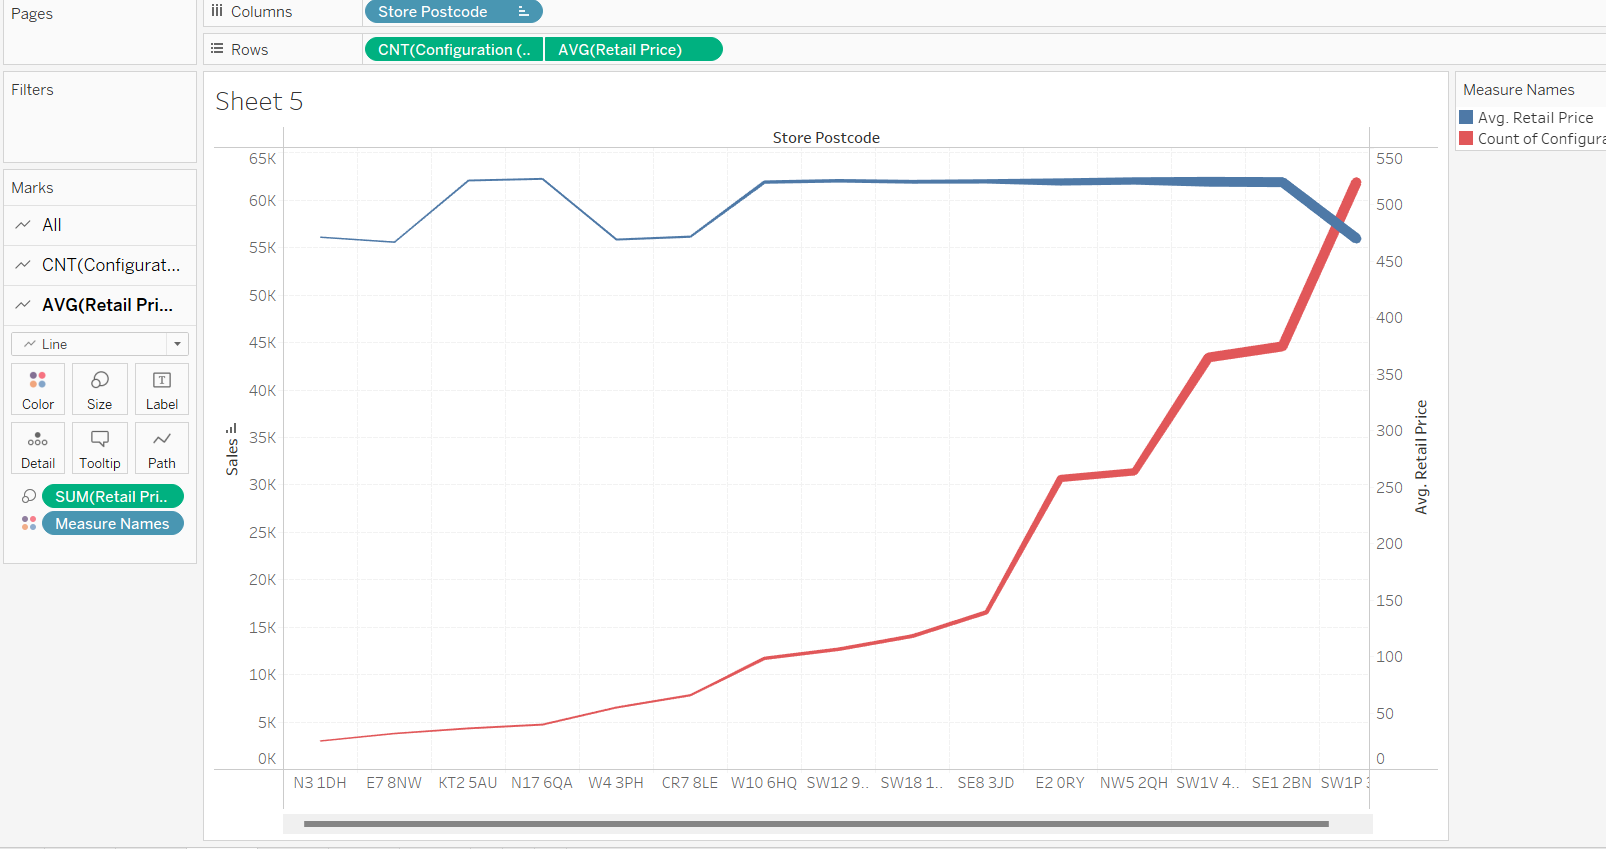 Pages
Columns
Store Postcode
Rows
CNT(Configuration (..
AVG(Retail Price)
Filters
Marks
All
CNT(Configurat...
AVG(Retail Pri...
Line
Color
Size
Label
Detail
Tooltip
Path
SUM(Retail Pri..
Measure Names
Sheet 5
Store Postcode
65K
60K
55K
50K
45K
40K
35K
30K
25K
20K
15K
10K
5K
0K
Sales
550
500
450
400
350
300
250
200
150
100
50
0
Avg. Retail Price
N3 1DH E7 8NW KT2 5AU N17 6QA W4 3PH CR7 8LE W10 6HQ SW12 9.. SW18 1.. SE8 3JD E2 0RY NW5 2QH SW1V 4.. SE1 2BN SW1P 3
Measure Names
Avg. Retail Price
Count of Configura